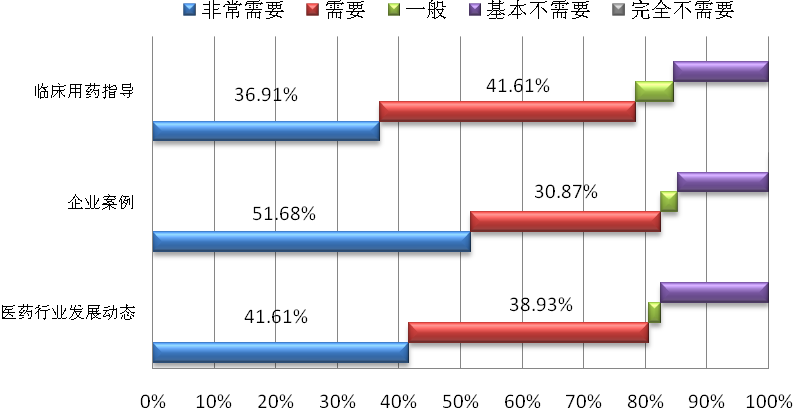 非常需要 需要 一般 基本不需要 完全不需要
临床用药指导
36.91% 41.61%
企业案例
51.68% 30.87%
医药行业发展动态
41.61% 38.93%
0% 10% 20% 30% 40% 50% 60% 70% 80% 90% 100%